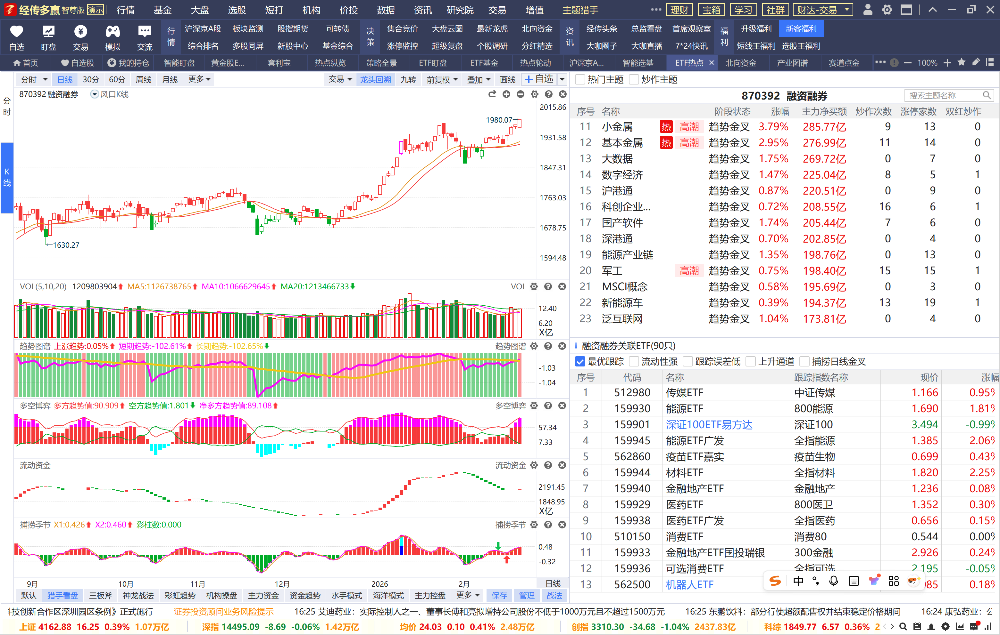 经传多赢 智尊版 演示 行情 基金 大盘 选股 短打 机构 价投 数据 资讯 研究院 交易 增值 主题猎手 ••• 理财 宝箱 学习 社群 财达-交易
自选 盯盘 交易 模拟 交流
行情
沪深京A股 板块监测 股指期货 可转债
综合排名 多股同屏 新股中心 基金综合
决策
集合竞价 大盘云图 最新龙虎 北向资金
涨停监控 超级复盘 个股调研 分红精选
资讯
经传头条 总监看盘 首席观察室
大咖圈子 大咖直播 7*24快讯
福利
升级福利 新客福利
短线王福利 选股王福利
首页 自选股 我的持仓 智能盯盘 黄金股E... 套利宝 热点纵览 策略全景 ETF盯盘 ETF基金 热点轮动 沪深京A... 智能选基 ETF热点 北向资金 产业图谱 赛道点金 ••• 100%
分时
K线
分时 日线 30分 60分 周线 月线 更多 交易 龙头回溯 九转 前复权 叠加 画线 +自选
870392 融资融券 风口K线
2015.86
1980.07
1931.58
1847.31
1763.03
1678.75
1630.27
1594.48
VOL(5,10,20) 1209803904 MA5:1126738765 MA10:1066629645 MA20:1213466733 VOL
12.40
6.20
X亿
趋势图谱 上涨趋势:0.05% 短期趋势:-102.61% 长期趋势:-102.65% 趋势图谱
-1.03
-1.04
多空博弈 多方趋势值:90.909 空方趋势值:1.801 净多方趋势值:89.108 多空博弈
57.34
7.33
流动资金 流动资金
2191.45
1848.95
X亿
捕捞季节 X1:0.426 X2:0.460 彩柱数:0.000 捕捞季节
0.48
-0.32
9月 10月 11月 12月 2026 2月 日线
默认 猎手看盘 三板斧 神龙战法 彩虹趋势 机构操盘 主力资金 资金趋势 水手模式 海洋模式 主力控盘 更多 保存 管理 战法
热门主题 炒作主题
870392 融资融券 搜索主题名称
序号 名称 阶段状态 涨幅 主力净买额 炒作次数 涨停家数 双红炒作
11 小金属 热 高潮 趋势金叉 3.79% 285.77亿 9 13 0
12 基本金属 热 高潮 趋势金叉 2.95% 276.99亿 11 14 0
13 大数据 趋势金叉 1.75% 269.72亿 0 7 0
14 数字经济 趋势金叉 1.47% 225.04亿 8 5 1
15 沪港通 趋势金叉 0.87% 220.51亿 0 9 0
16 科创企业... 趋势金叉 0.72% 208.55亿 16 6 1
17 国产软件 趋势金叉 1.74% 205.44亿 7 6 0
18 深港通 趋势金叉 0.70% 202.85亿 0 4 0
19 能源产业链 趋势金叉 1.35% 198.76亿 0 13 0
20 军工 高潮 趋势金叉 0.75% 198.40亿 15 15 1
21 MSCI概念 趋势金叉 0.58% 195.69亿 0 3 0
22 新能源车 趋势金叉 0.39% 194.37亿 13 19 1
23 泛互联网 趋势金叉 1.04% 173.81亿 0 4 0
融资融券关联ETF(90只)
最优跟踪 流动性强 跟踪误差低 上升通道 捕捞日线金叉
序号 代码 名称 跟踪指数名称 现价 涨幅
1 512980 传媒ETF 中证传媒 1.166 0.95%
2 159930 能源ETF 800能源 1.690 1.81%
3 159901 深证100ETF易方达 深证100 3.494 -0.99%
4 159945 能源ETF广发 全指能源 1.385 2.06%
5 562860 疫苗ETF嘉实 疫苗生物 0.699 0.43%
6 159944 材料ETF 全指材料 1.820 2.25%
7 159940 金融地产ETF 金融地产 1.236 0.08%
8 159929 医药ETF 800医卫 1.352 0.30%
9 159938 医药ETF广发 全指医药 0.656 0.15%
10 510150 消费ETF 消费80 0.544 0.00%
11 159933 金融地产ETF国投瑞银 300金融 2.926 0.24%
12 159936 可选消费ETF 全指可选 2.195 -0.05%
13 562500 机器人ETF 985 0.18%
中
科技创新合作区深圳园区条例》正式施行 证券投资顾问业务风险提示 16:25 艾迪药业：实际控制人之一、董事长傅和亮拟增持公司股份不低于1000万元且不超过1500万元 16:25 东鹏饮料：部分行使超额配售权并结束稳定价格期间 16:24 康弘药业：
上证 4162.88 16.25 0.39% 1.07万亿 深指 14495.09 -8.69 -0.06% 1.42万亿 均价 24.03 0.10 0.41% 2.48万亿 创指 3310.30 -34.68 -1.04% 2437.83亿 科综 1849.77 6.57 0.36% 2